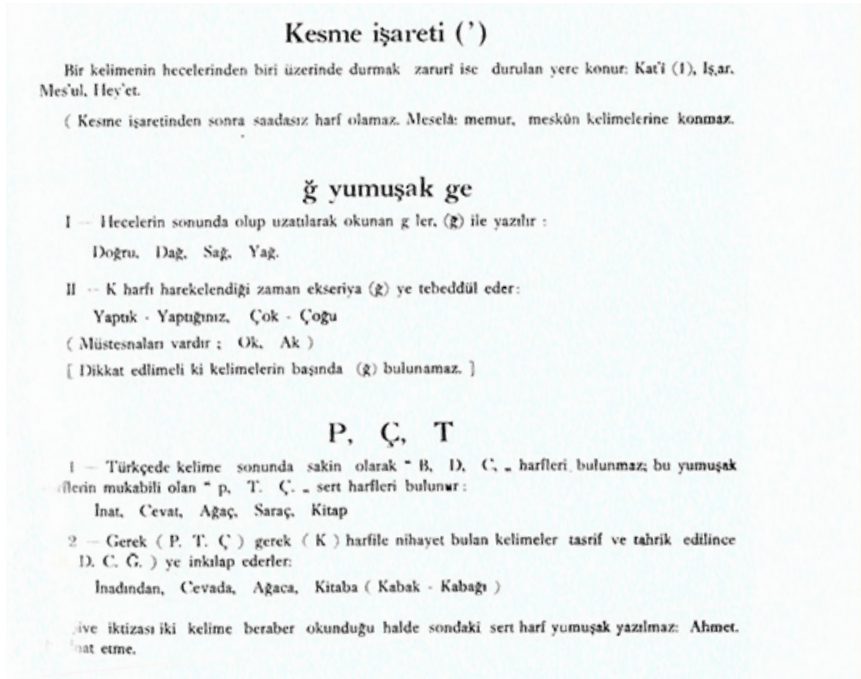 Kesme işareti (’)
Bir kelimenin hecelerinden biri üzerinde durmak zarurî ise durulan yere konur: Kat'î (1), Iş,ar.
Mes'ul, Hey'et.
( Kesme işaretinden sonra saadasız harf olamaz. Meselâ: memur, meskûn kelimelerine konmaz.
ğ yumuşak ge
I — Hecelerin sonunda olup uzatılarak okunan g ler, (ğ) ile yazılır :
Doğru, Dağ, Sağ, Yağ.
II -- K harfı harekelendiği zaman ekseriya (ğ) ye tebeddül eder:
Yaptık - Yaptığınız, Çok - Çoğu
( Müstesnaları vardır ; Ok, Ak )
[ Dikkat edlimeli ki kelimelerin başında (ğ) bulunamaz. ]
P, Ç, T
I — Türkçede kelime sonunda sakin olarak " B, D, C, „ harfleri bulunmaz; bu yumuşak
flerin mukabili olan " p, T. Ç. „ sert harfleri bulunur :
İnat, Cevat, Ağaç, Saraç, Kitap
2 — Gerek ( P. T. Ç ) gerek ( K ) harfile nihayet bulan kelimeler tasrif ve tahrik edilince
D. C. Ğ. ) ye inkılap ederler:
İnadından, Cevada, Ağaca, Kitaba ( Kabak - Kabağı )
ive iktizası iki kelime beraber okunduğu halde sondaki sert harf yumuşak yazılmaz: Ahmet.
nat etme.